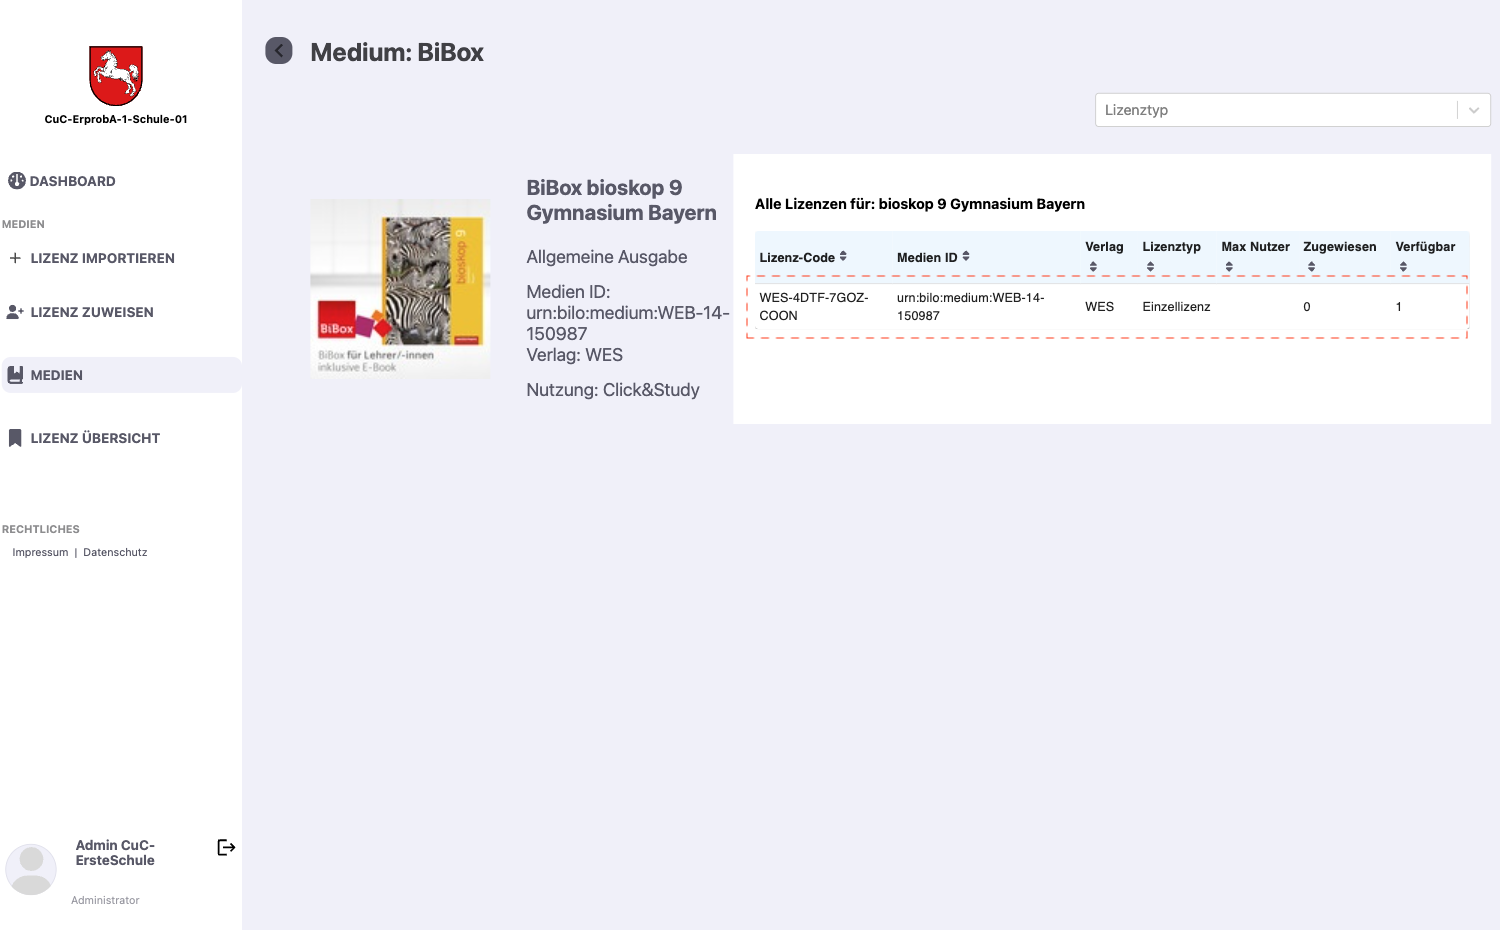 CuC-ErprobA-1-Schule-01
DASHBOARD
MEDIEN
LIZENZ IMPORTIEREN
LIZENZ ZUWEISEN
MEDIEN
LIZENZ ÜBERSICHT
RECHTLICHES
Impressum | Datenschutz
Admin CuC-
ErsteSchule
Administrator
Medium: BiBox
Lizenztyp
bioskop 9
BiBox
BiBox für Lehrer/-innen
inklusive E-Book
BiBox bioskop 9
Gymnasium Bayern
Allgemeine Ausgabe
Medien ID:
urn:bilo:medium:WEB-14-
150987
Verlag: WES
Nutzung: Click&Study
Alle Lizenzen für: bioskop 9 Gymnasium Bayern
Lizenz-Code Medien ID Verlag Lizenztyp Max Nutzer Zugewiesen Verfügbar
WES-4DTF-7GOZ-
COON
urn:bilo:medium:WEB-14-
150987
WES Einzellizenz 0 1